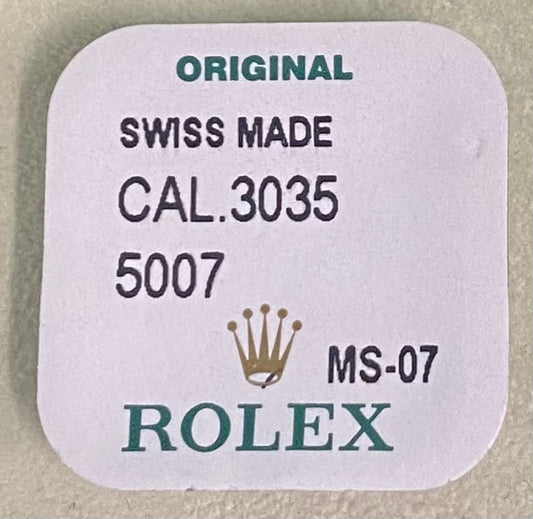 ORIGINAL
SWISS MADE
CAL.3035
5007
MS-07
ROLEX